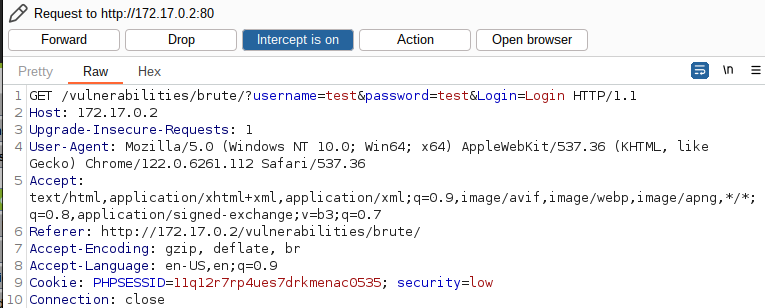 Request to http://172.17.0.2:80
Forward Drop Intercept is on Action Open browser
Pretty Raw Hex \n
1 GET /vulnerabilities/brute/?username=test&password=test&Login=Login HTTP/1.1
2 Host: 172.17.0.2
3 Upgrade-Insecure-Requests: 1
4 User-Agent: Mozilla/5.0 (Windows NT 10.0; Win64; x64) AppleWebKit/537.36 (KHTML, like
Gecko) Chrome/122.0.6261.112 Safari/537.36
5 Accept:
text/html,application/xhtml+xml,application/xml;q=0.9,image/avif,image/webp,image/apng,*/*;
q=0.8,application/signed-exchange;v=b3;q=0.7
6 Referer: http://172.17.0.2/vulnerabilities/brute/
7 Accept-Encoding: gzip, deflate, br
8 Accept-Language: en-US,en;q=0.9
9 Cookie: PHPSESSID=11q12r7rp4ues7drkmenac0535; security=low
10 Connection: close